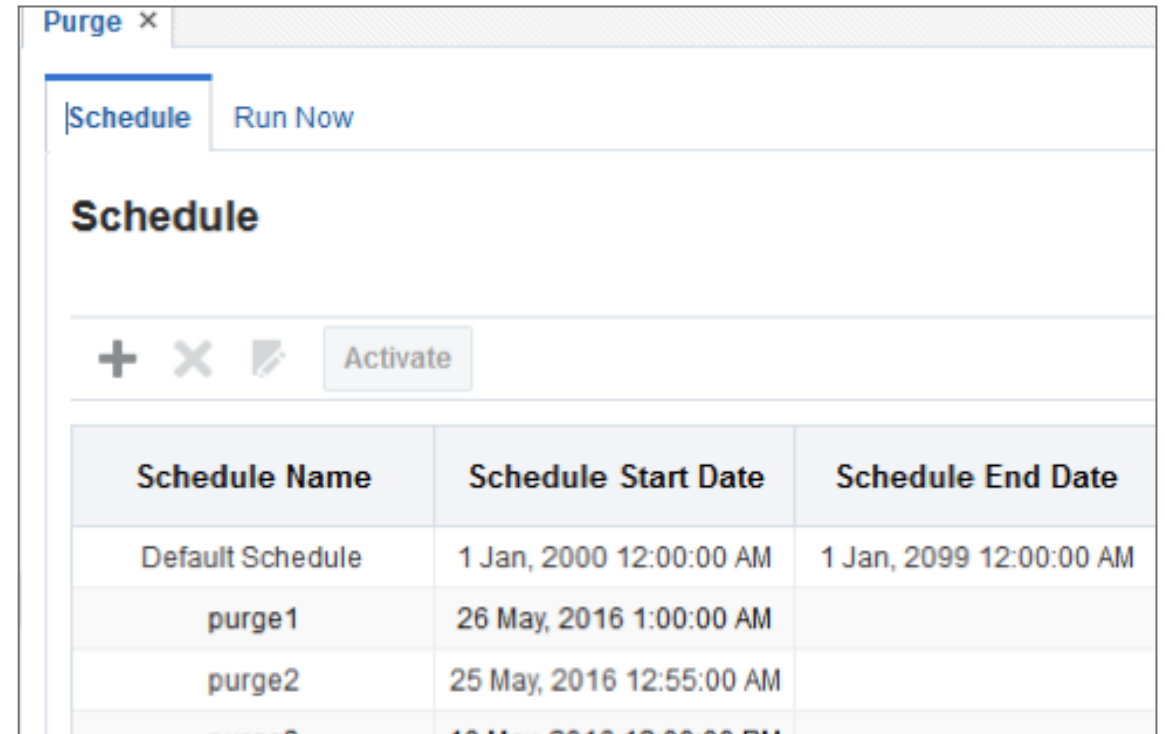 Purge ×
Schedule Run Now
Schedule
Activate
Schedule Name Schedule Start Date Schedule End Date
Default Schedule 1 Jan, 2000 12:00:00 AM 1 Jan, 2099 12:00:00 AM
purge1 26 May, 2016 1:00:00 AM
purge2 25 May, 2016 12:55:00 AM